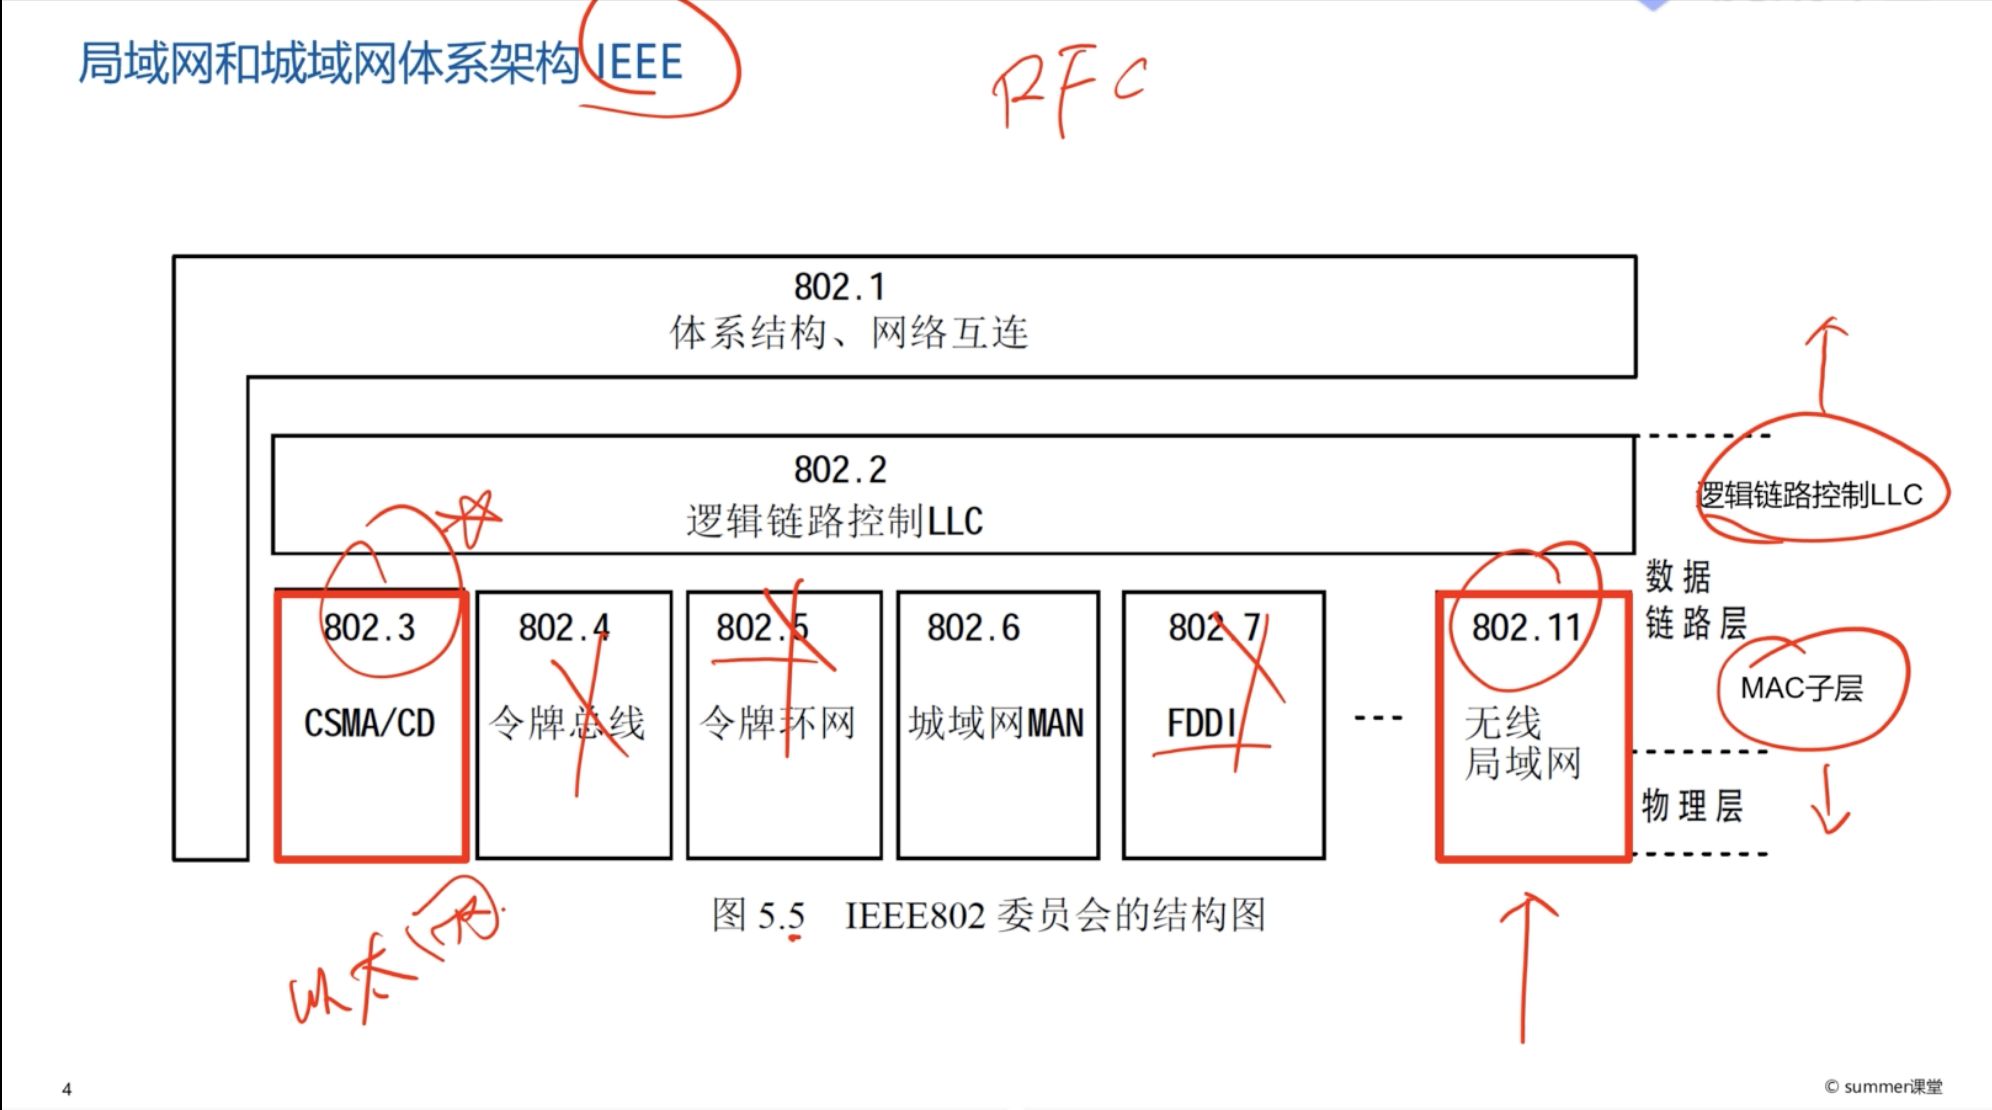 局域网和城域网体系架构 IEEE
RFC
802.1
体系结构、网络互连
802.2
逻辑链路控制LLC
逻辑链路控制LLC
数据
链路层
802.3
CSMA/CD
802.4
令牌总线
802.5
令牌环网
802.6
城域网MAN
802.7
FDDI
---
802.11
无线
局域网
MAC子层
物理层
图 5.5 IEEE802 委员会的结构图
以太网
4
© summer课堂